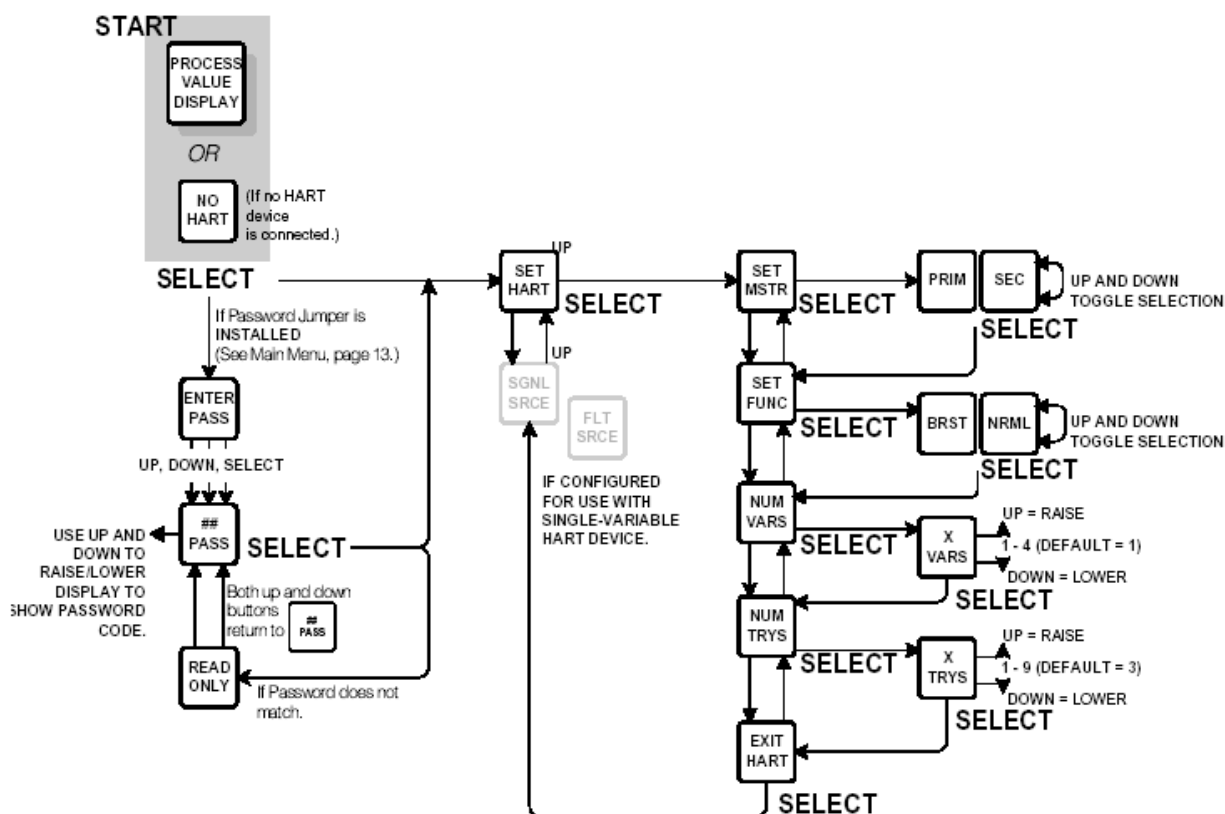 START
PROCESS
VALUE
DISPLAY
OR
NO
HART
(If no HART
device
is connected.)
SELECT
If Password Jumper is
INSTALLED
(See Main Menu, page 13.)
ENTER
PASS
UP, DOWN, SELECT
##
PASS
SELECT
USE UP AND
DOWN TO
RAISE/LOWER
DISPLAY TO
SHOW PASSWORD
CODE.
Both up and down
buttons
return to
##
PASS
READ
ONLY
If Password does not
match.
UP
SET
HART
SELECT
UP
SGNL
SRCE
FLT
SRCE
IF CONFIGURED
FOR USE WITH
SINGLE-VARIABLE
HART DEVICE.
SET
MSTR
SELECT
PRIM
SEC
UP AND DOWN
TOGGLE SELECTION
SELECT
SET
FUNC
SELECT
BRST
NRML
UP AND DOWN
TOGGLE SELECTION
SELECT
NUM
VARS
SELECT
X
VARS
UP = RAISE
1 - 4 (DEFAULT = 1)
DOWN = LOWER
SELECT
NUM
TRYS
SELECT
X
TRYS
UP = RAISE
1 - 9 (DEFAULT = 3)
DOWN = LOWER
SELECT
EXIT
HART
SELECT